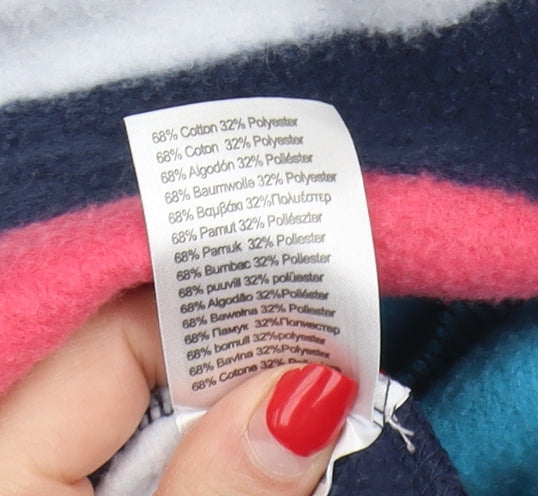 68% Cotton 32% Polyester
68% Coton 32% Polyester
68% Algodón 32% Poliéster
68% Baumwolle 32% Polyester
68% Βαμβάκι 32%Πολυέστερ
68% Pamut 32% Poliészter
68% Pamuk 32% Poliester
68% Bumbac 32% Poliester
68% puuvill 32% polüester
68% Algodão 32%Poliéster
68% Bawełna 32% Poliester
68% Памук 32%Полиестер
68% bomull 32%polyester
68% Bavlna 32%Polyester
68% Cotone 32%